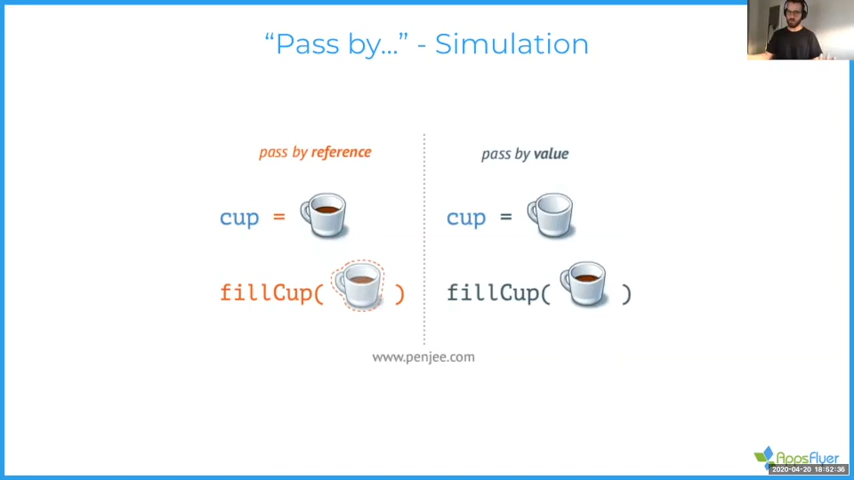 “Pass by...” - Simulation
pass by reference
cup =
fillCup( )
pass by value
cup =
fillCup( )
www.penjee.com
AppsFlyer
2020-04-20 18:52:36